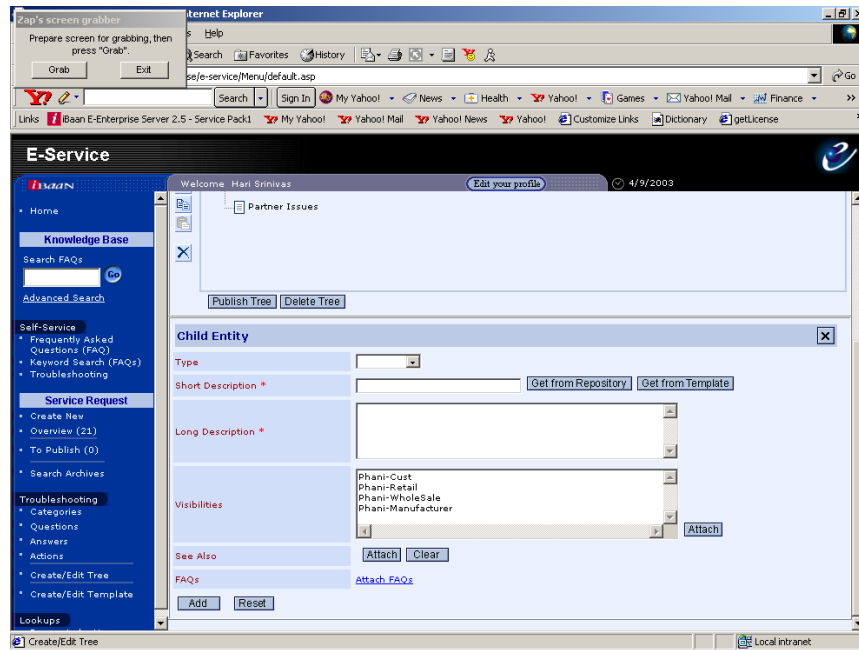 Zap's screen grabber
Prepare screen for grabbing, then
press "Grab".
Grab Exit
ternet Explorer
s Help
Search Favorites History
se/e-service/Menu/default.asp
Go
Y? Search Sign In My Yahoo! News Health Yahoo! Games Yahoo! Mail Finance »
Links iBaan E-Enterprise Server 2.5 - Service Pack1 My Yahoo! Yahoo! Mail Yahoo! News Yahoo! Customize Links Dictionary getLicense
E-Service
iBaan
Welcome Hari Srinivas
Edit your profile
4/9/2003
Home
Knowledge Base
Search FAQs
Go
Advanced Search
Self-Service
Frequently Asked
Questions (FAQ)
Keyword Search (FAQs)
Troubleshooting
Service Request
Create New
Overview (21)
To Publish (0)
Search Archives
Troubleshooting
Categories
Questions
Answers
Actions
Create/Edit Tree
Create/Edit Template
Lookups
Partner Issues
Publish Tree Delete Tree
Child Entity
Type
Short Description * Get from Repository Get from Template
Long Description *
Visibilities
Phani-Cust
Phani-Retail
Phani-WholeSale
Phani-Manufacturer
Attach
See Also Attach Clear
FAQs Attach FAQs
Add Reset
Create/Edit Tree
Local intranet